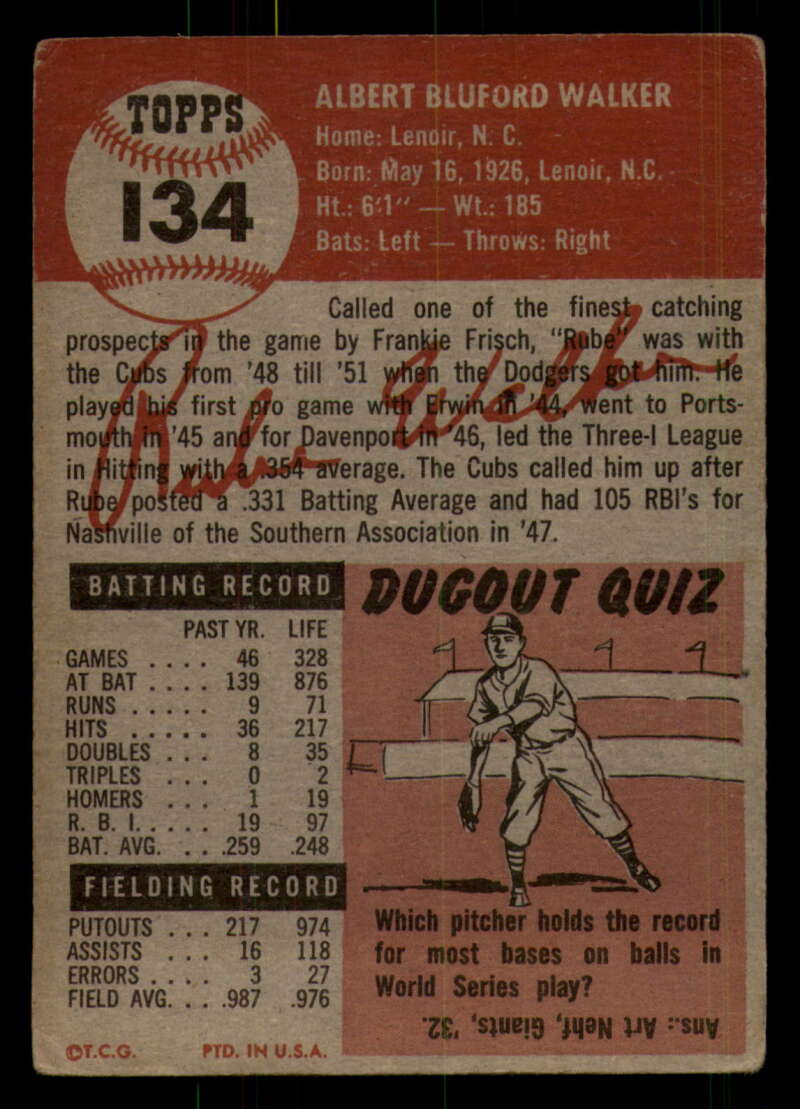 TOPPS
134
ALBERT BLUFORD WALKER
Home: Lenoir, N. C.
Born: May 16, 1926, Lenoir, N.C.
Ht.: 6'1" — Wt.: 185
Bats: Left — Throws: Right
Called one of the finest catching
prospects in the game by Frankie Frisch, "Rube" was with
the Cubs from '48 till '51 when the Dodgers got him. He
played his first pro game with Erwin in '44, went to Ports-
mouth in '45 and for Davenport in '46, led the Three-I League
in Hitting with a .354 average. The Cubs called him up after
Rube posted a .331 Batting Average and had 105 RBI's for
Nashville of the Southern Association in '47.
BATTING RECORD
PAST YR. LIFE
GAMES . . . . 46 328
AT BAT . . . . 139 876
RUNS . . . . . 9 71
HITS . . . . . 36 217
DOUBLES . . . 8 35
TRIPLES . . . 0 2
HOMERS . . . 1 19
R. B. I. . . . . 19 97
BAT. AVG. . . .259 .248
FIELDING RECORD
PUTOUTS . . . 217 974
ASSISTS . . . 16 118
ERRORS . . . . 3 27
FIELD AVG. . . .987 .976
©T.C.G. PTD. IN U.S.A.
DUGOUT QUIZ
Which pitcher holds the record
for most bases on balls in
World Series play?
Ans.: Art Nehf, Giants, '32.